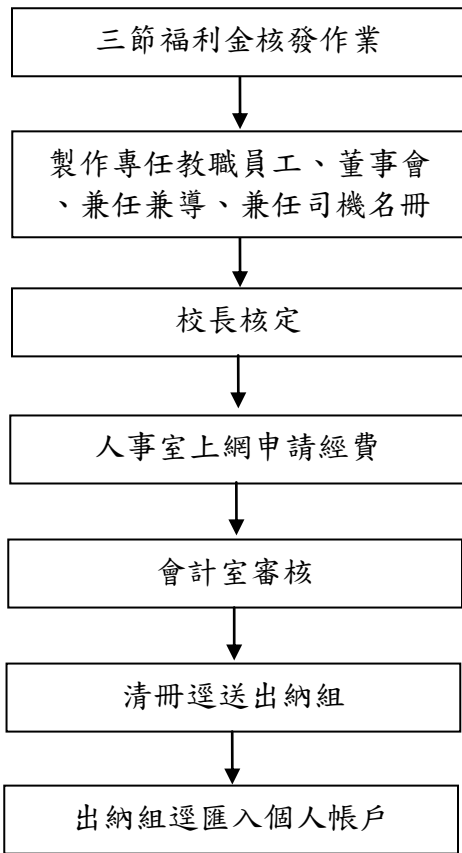 三節福利金核發作業
製作專任教職員工、董事會
、兼任兼導、兼任司機名冊
校長核定
人事室上網申請經費
會計室審核
清冊逕送出納組
出納組逕匯入個人帳戶